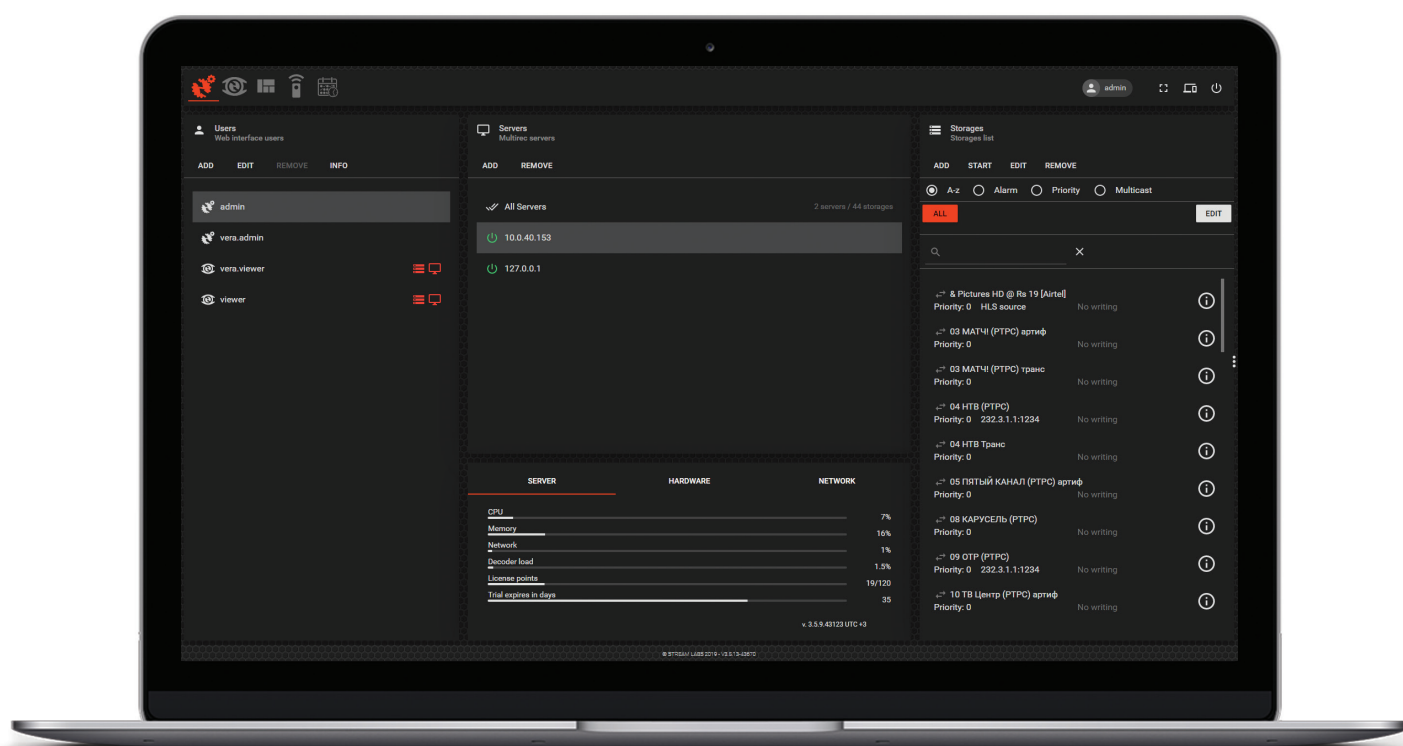 admin
Users
Web interface users
ADD EDIT REMOVE INFO
admin
vera.admin
vera.viewer
viewer
Servers
Multirec servers
ADD REMOVE
All Servers 2 servers / 44 storages
10.0.40.153
127.0.0.1
SERVER HARDWARE NETWORK
CPU 7%
Memory 16%
Network 1%
Decoder load 1.5%
License points 19/120
Trial expires in days 35
v. 3.5.9.43123 UTC +3
Storages
Storages list
ADD START EDIT REMOVE
A-z Alarm Priority Multicast
ALL EDIT
& Pictures HD @ Rs 19 [Airtel]
Priority: 0 HLS source No writing
03 МАТЧ! (РТРС) артиф
Priority: 0 No writing
03 МАТЧ! (РТРС) транс
Priority: 0 No writing
04 НТВ (РТРС)
Priority: 0 232.3.1.1:1234 No writing
04 НТВ Транс
Priority: 0 No writing
05 ПЯТЫЙ КАНАЛ (РТРС) артиф
Priority: 0 No writing
08 КАРУСЕЛЬ (РТРС)
Priority: 0 No writing
09 ОТР (РТРС)
Priority: 0 232.3.1.1:1234 No writing
10 ТВ Центр (РТРС) артиф
Priority: 0 No writing
© STREAM LABS 2019 - V3.5.13-43670